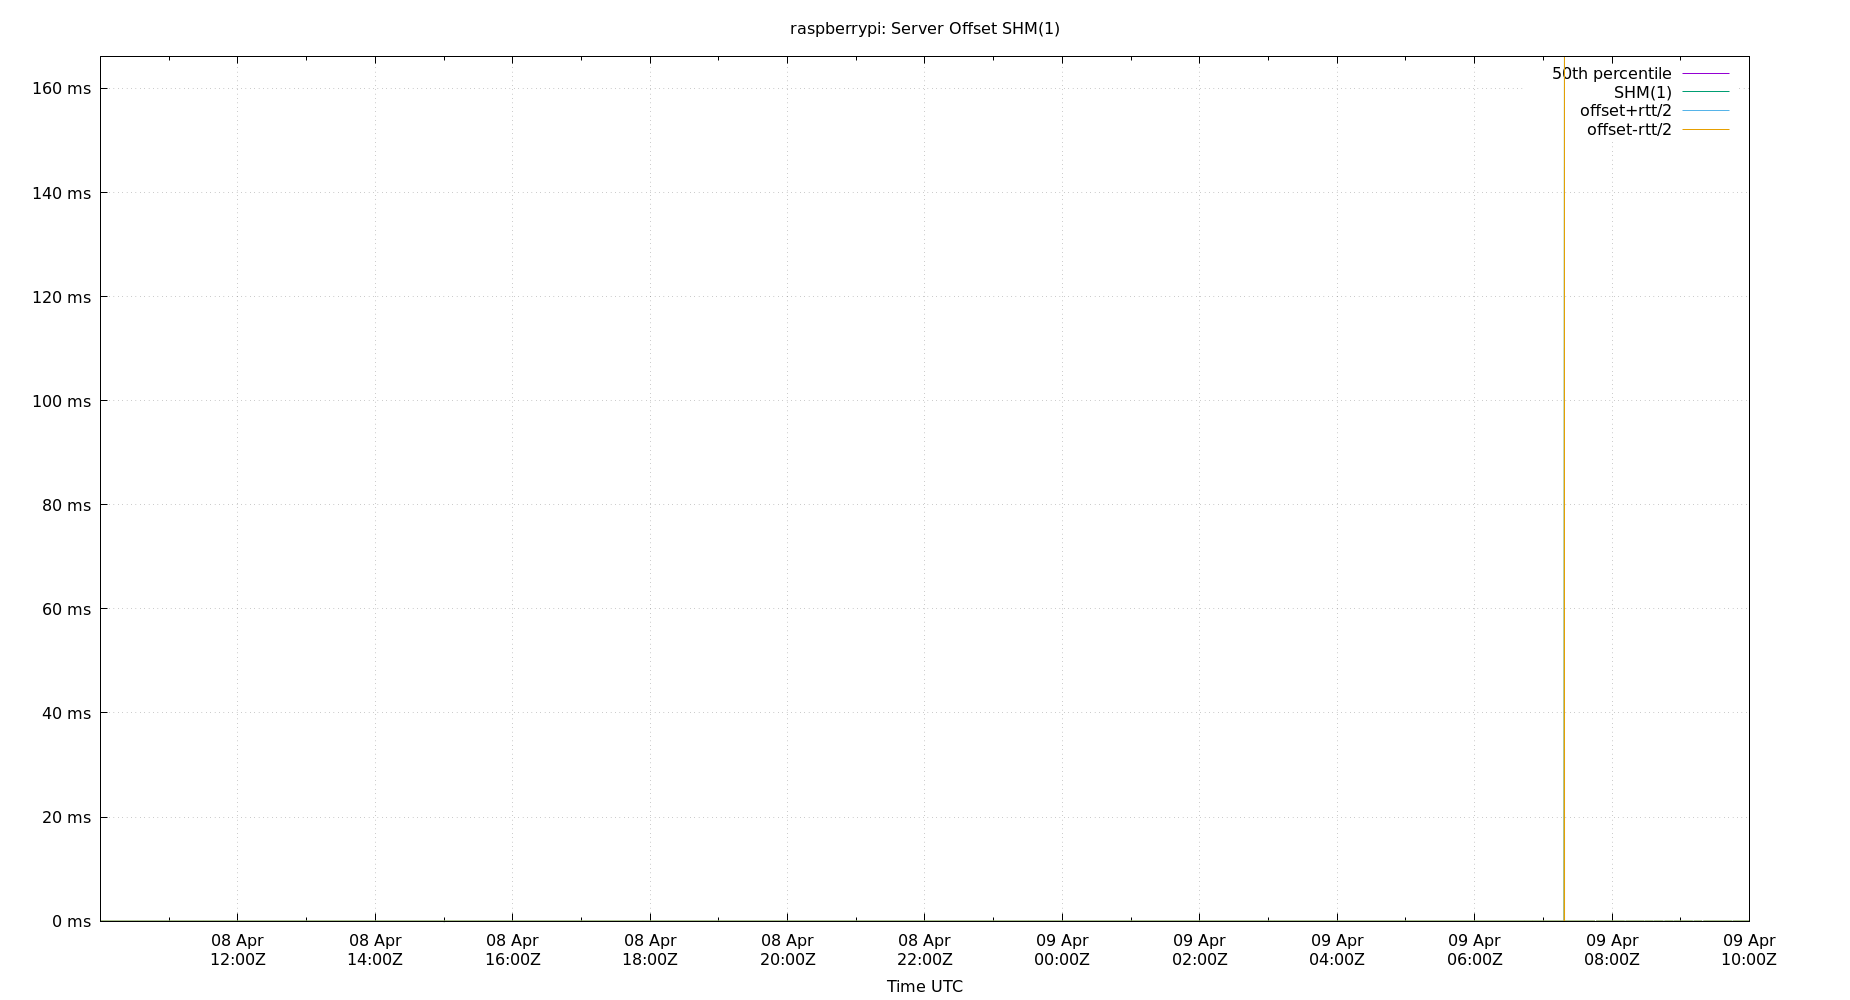 raspberrypi: Server Offset SHM(1)
160 ms
140 ms
120 ms
100 ms
80 ms
60 ms
40 ms
20 ms
0 ms
50th percentile
SHM(1)
offset+rtt/2
offset-rtt/2
08 Apr 08 Apr 08 Apr 08 Apr 08 Apr 08 Apr 09 Apr 09 Apr 09 Apr 09 Apr 09 Apr 09 Apr
12:00Z 14:00Z 16:00Z 18:00Z 20:00Z 22:00Z 00:00Z 02:00Z 04:00Z 06:00Z 08:00Z 10:00Z
Time UTC